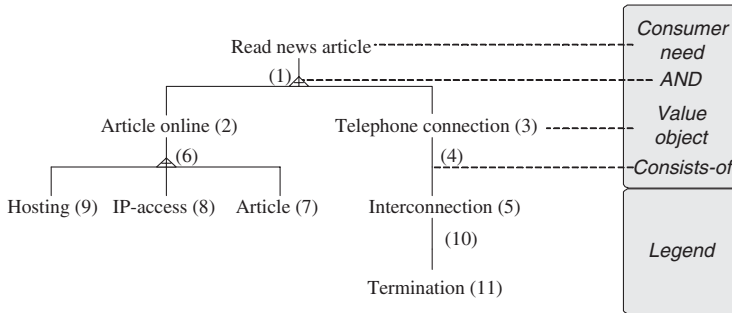 Read news article
(1)
Article online (2)
Telephone connection (3)
(6)
(4)
Hosting (9)
IP-access (8)
Article (7)
Interconnection (5)
(10)
Termination (11)
Consumer
need
AND
Value
object
Consists-of
Legend